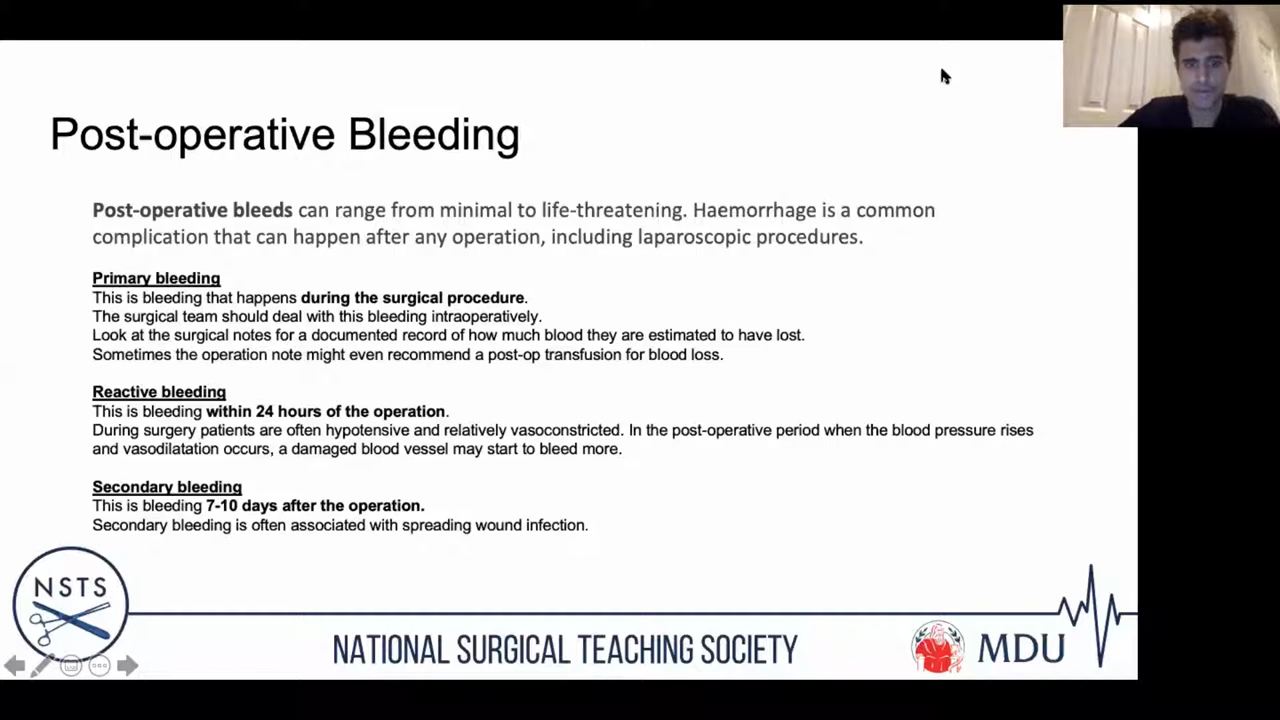 Post-operative Bleeding
Post-operative bleeds can range from minimal to life-threatening. Haemorrhage is a common
complication that can happen after any operation, including laparoscopic procedures.
Primary bleeding
This is bleeding that happens during the surgical procedure.
The surgical team should deal with this bleeding intraoperatively.
Look at the surgical notes for a documented record of how much blood they are estimated to have lost.
Sometimes the operation note might even recommend a post-op transfusion for blood loss.
Reactive bleeding
This is bleeding within 24 hours of the operation.
During surgery patients are often hypotensive and relatively vasoconstricted. In the post-operative period when the blood pressure rises
and vasodilatation occurs, a damaged blood vessel may start to bleed more.
Secondary bleeding
This is bleeding 7-10 days after the operation.
Secondary bleeding is often associated with spreading wound infection.
NSTS
NATIONAL SURGICAL TEACHING SOCIETY
MDU